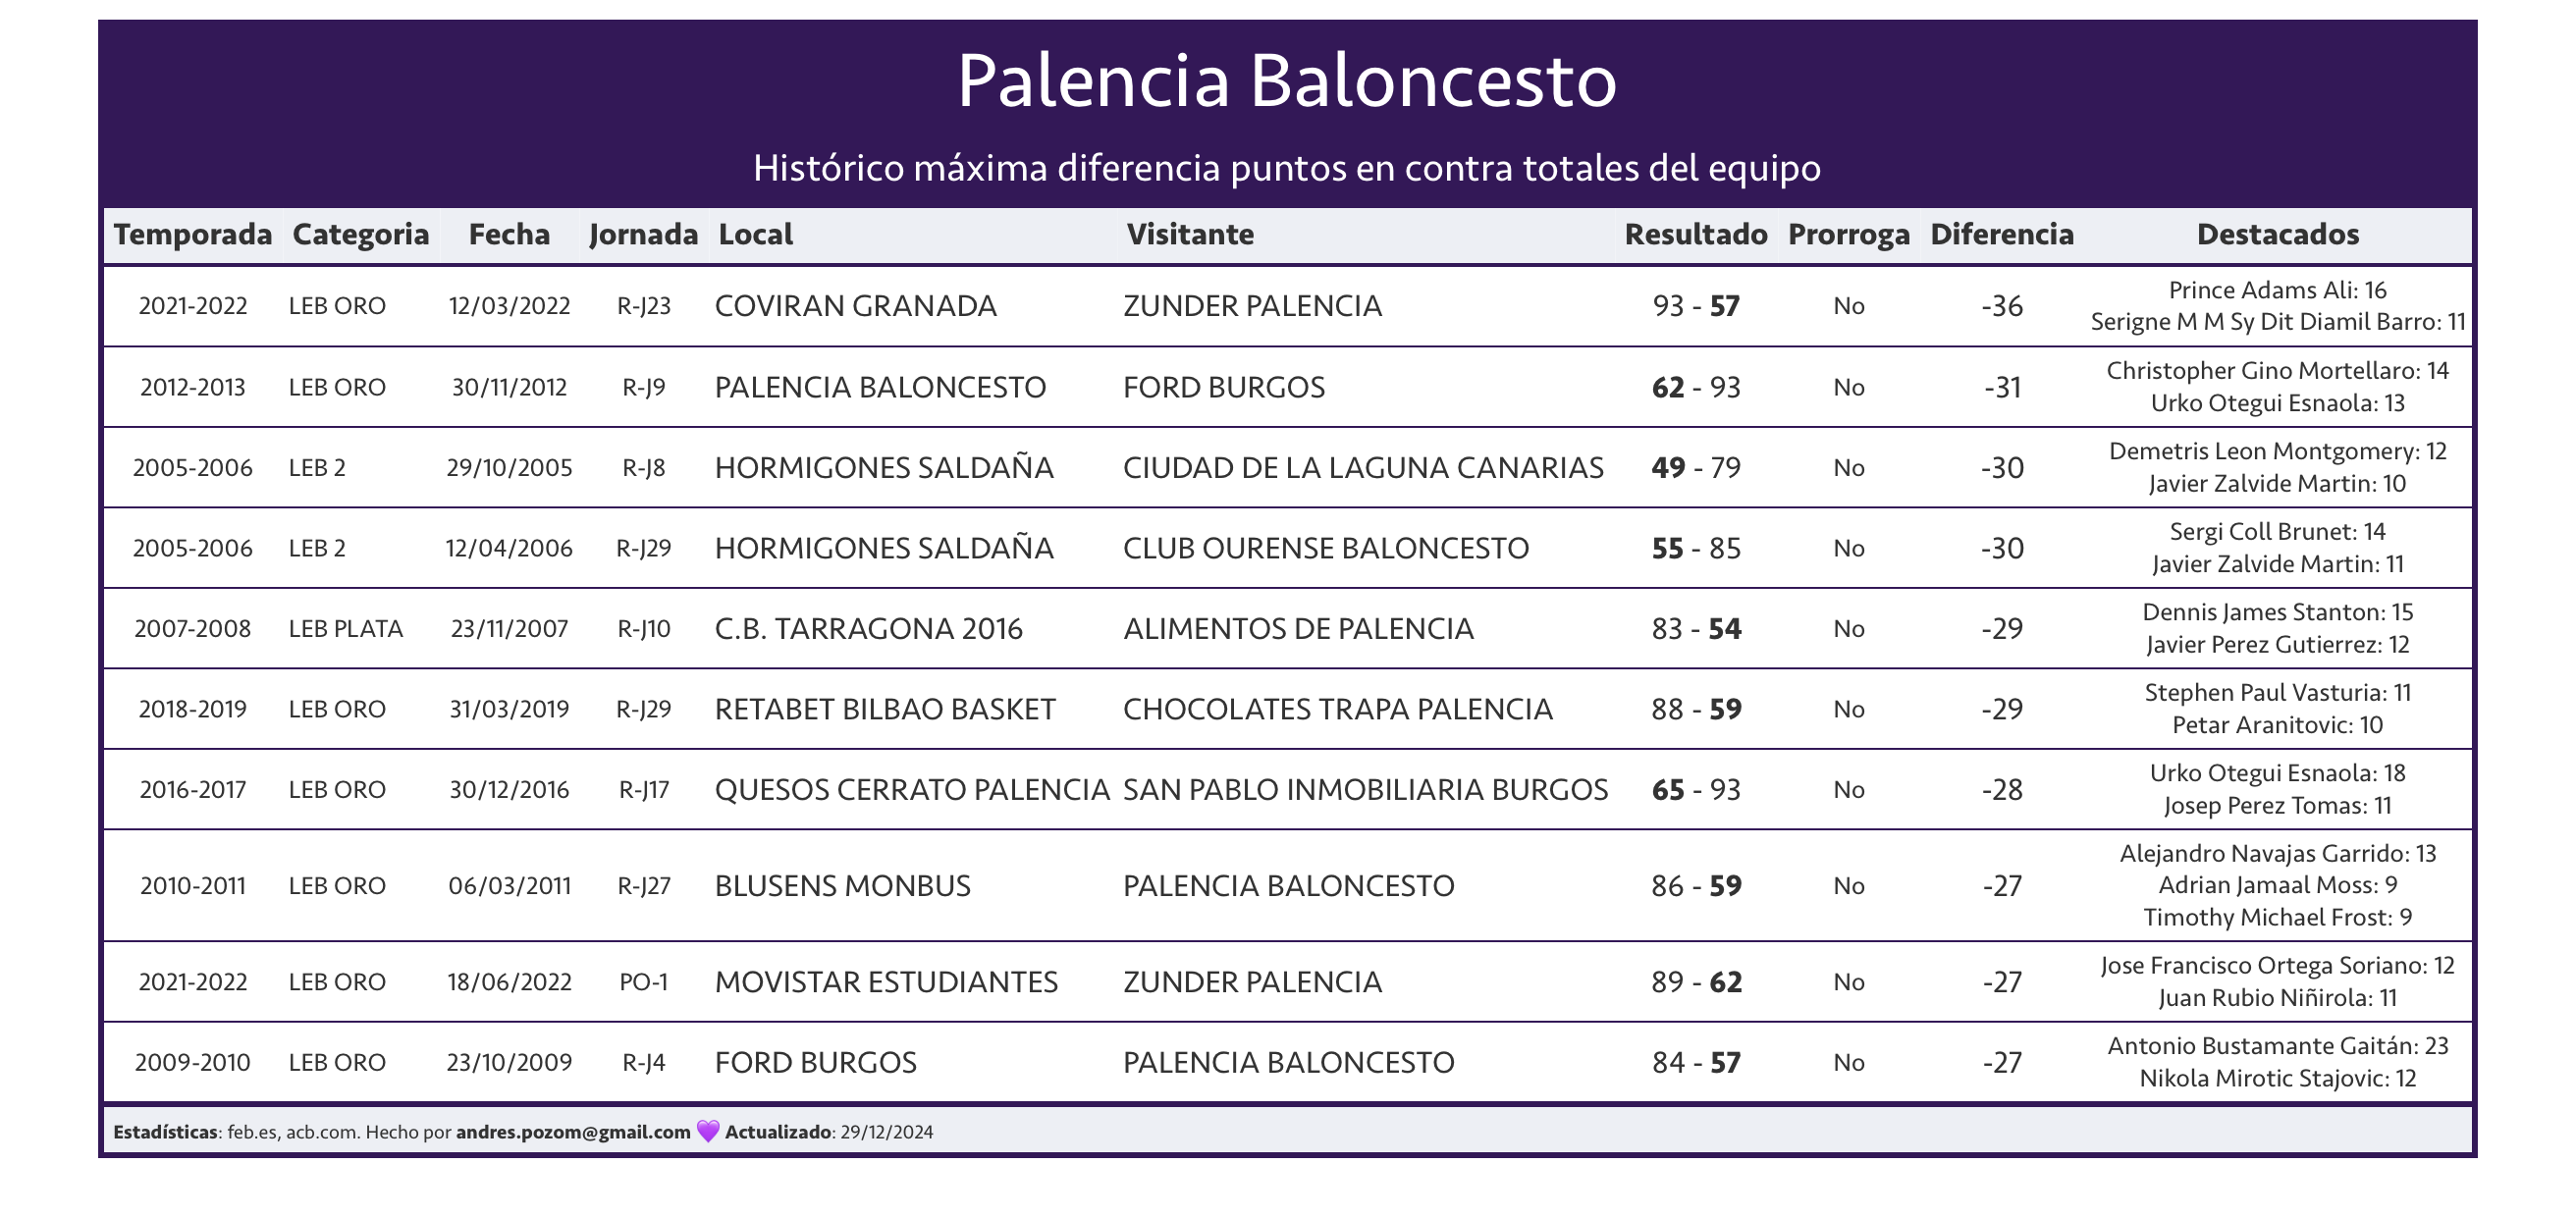 Palencia Baloncesto
Histórico máxima diferencia puntos en contra totales del equipo
Temporada Categoria Fecha Jornada Local Visitante Resultado Prorroga Diferencia Destacados
2021-2022 LEB ORO 12/03/2022 R-J23 COVIRAN GRANADA ZUNDER PALENCIA 93 - 57 No -36 Prince Adams Ali: 16
Serigne M M Sy Dit Diamil Barro: 11
2012-2013 LEB ORO 30/11/2012 R-J9 PALENCIA BALONCESTO FORD BURGOS 62 - 93 No -31 Christopher Gino Mortellaro: 14
Urko Otegui Esnaola: 13
2005-2006 LEB 2 29/10/2005 R-J8 HORMIGONES SALDAÑA CIUDAD DE LA LAGUNA CANARIAS 49 - 79 No -30 Demetris Leon Montgomery: 12
Javier Zalvide Martin: 10
2005-2006 LEB 2 12/04/2006 R-J29 HORMIGONES SALDAÑA CLUB OURENSE BALONCESTO 55 - 85 No -30 Sergi Coll Brunet: 14
Javier Zalvide Martin: 11
2007-2008 LEB PLATA 23/11/2007 R-J10 C.B. TARRAGONA 2016 ALIMENTOS DE PALENCIA 83 - 54 No -29 Dennis James Stanton: 15
Javier Perez Gutierrez: 12
2018-2019 LEB ORO 31/03/2019 R-J29 RETABET BILBAO BASKET CHOCOLATES TRAPA PALENCIA 88 - 59 No -29 Stephen Paul Vasturia: 11
Petar Aranitovic: 10
2016-2017 LEB ORO 30/12/2016 R-J17 QUESOS CERRATO PALENCIA SAN PABLO INMOBILIARIA BURGOS 65 - 93 No -28 Urko Otegui Esnaola: 18
Josep Perez Tomas: 11
2010-2011 LEB ORO 06/03/2011 R-J27 BLUSENS MONBUS PALENCIA BALONCESTO 86 - 59 No -27 Alejandro Navajas Garrido: 13
Adrian Jamaal Moss: 9
Timothy Michael Frost: 9
2021-2022 LEB ORO 18/06/2022 PO-1 MOVISTAR ESTUDIANTES ZUNDER PALENCIA 89 - 62 No -27 Jose Francisco Ortega Soriano: 12
Juan Rubio Niñirola: 11
2009-2010 LEB ORO 23/10/2009 R-J4 FORD BURGOS PALENCIA BALONCESTO 84 - 57 No -27 Antonio Bustamante Gaitán: 23
Nikola Mirotic Stajovic: 12
Estadísticas: feb.es, acb.com. Hecho por andres.pozom@gmail.com 💜 Actualizado: 29/12/2024